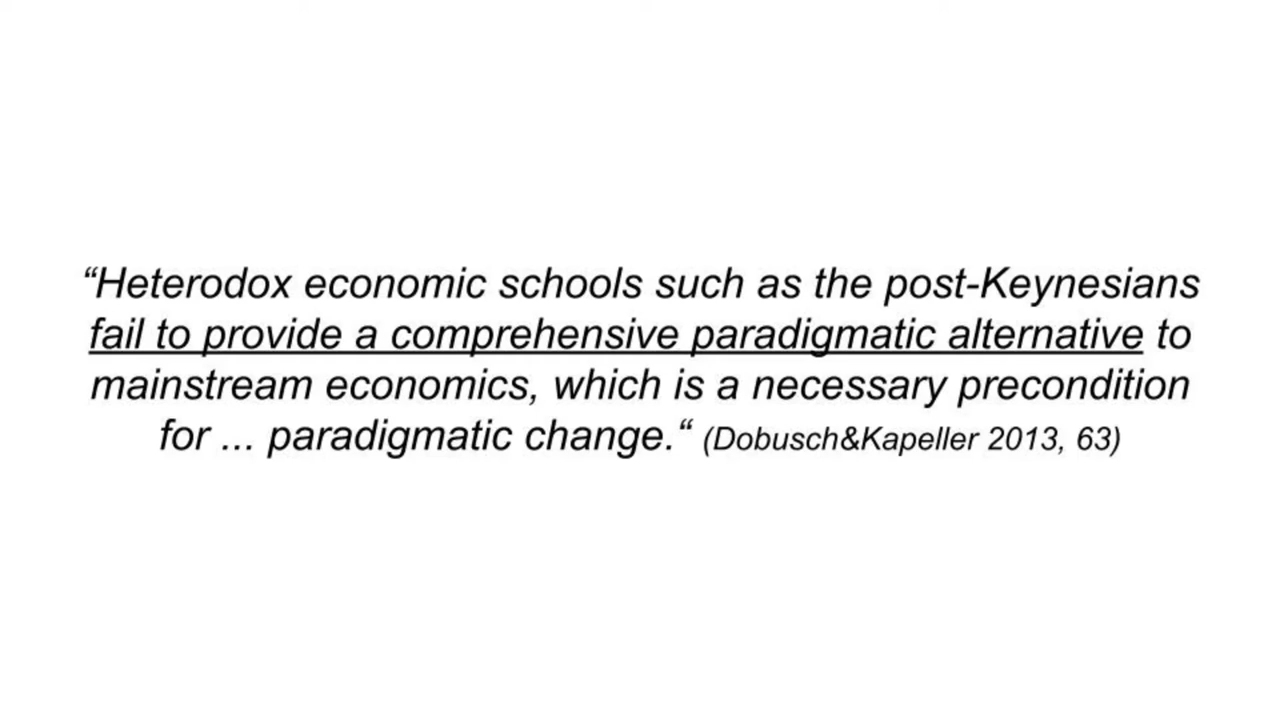 “Heterodox economic schools such as the post-Keynesians
fail to provide a comprehensive paradigmatic alternative to
mainstream economics, which is a necessary precondition
for ... paradigmatic change.“ (Dobusch&Kapeller 2013, 63)